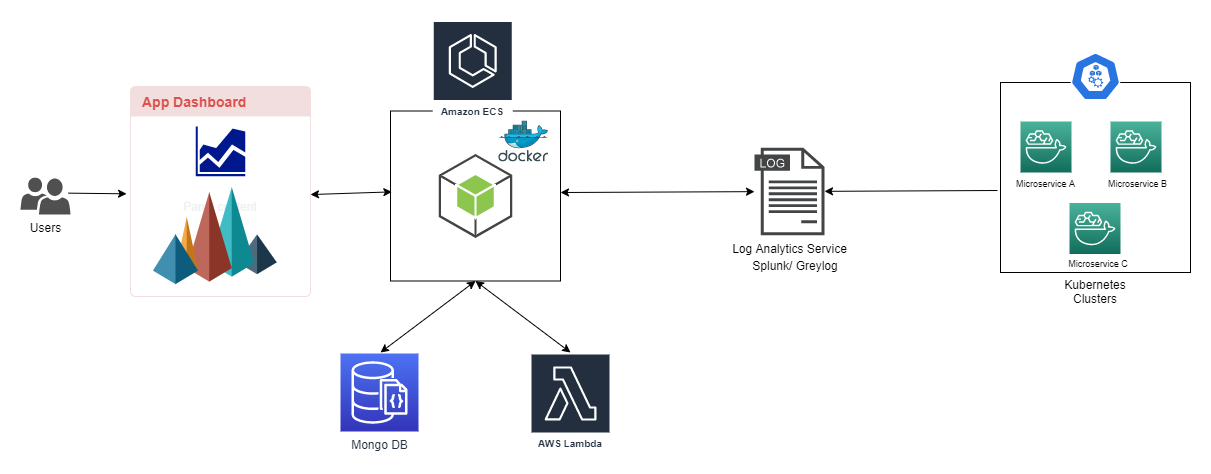 Amazon ECS
App Dashboard
docker
LOG
Microservice A
Microservice B
Users
Log Analytics Service
Splunk/ Greylog
Microservice C
Kubernetes
Clusters
Mongo DB
AWS Lambda